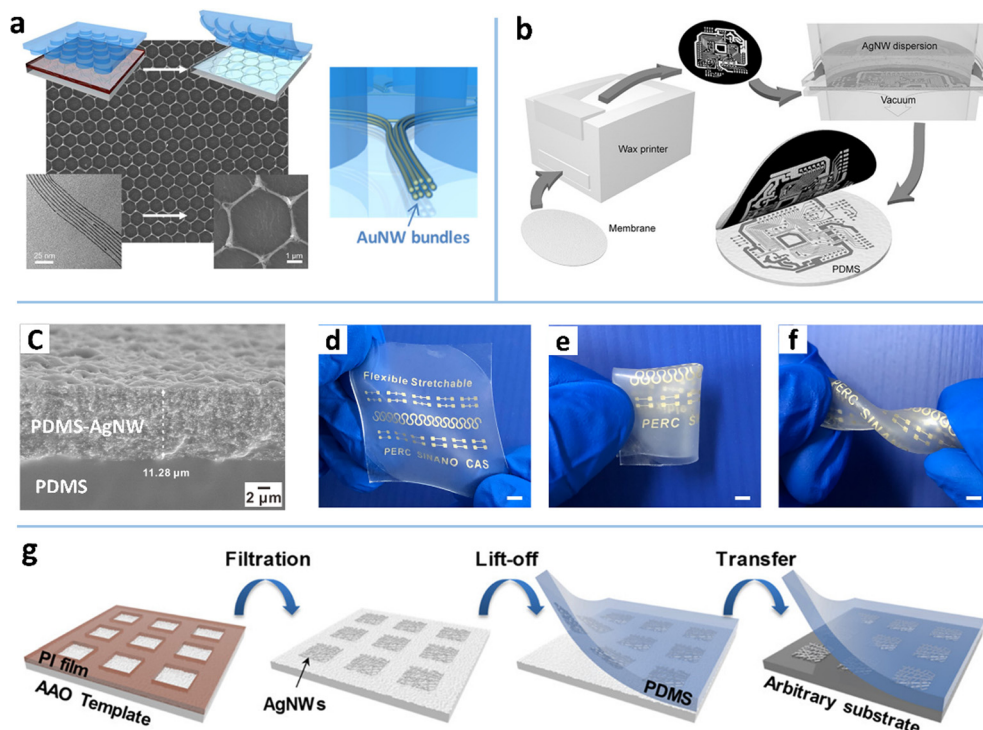 a
25 nm
1 μm
AuNW bundles
b
Wax printer
Membrane
AgNW dispersion
Vacuum
PDMS
C
PDMS-AgNW
11.28 μm
PDMS
2 μm
d
Flexible Stretchable
PERC SINANO CAS
e
PERC S
f
PERC SINA
g
Filtration
Lift-off
Transfer
PI film
AAO Template
AgNWs
PDMS
Arbitrary substrate